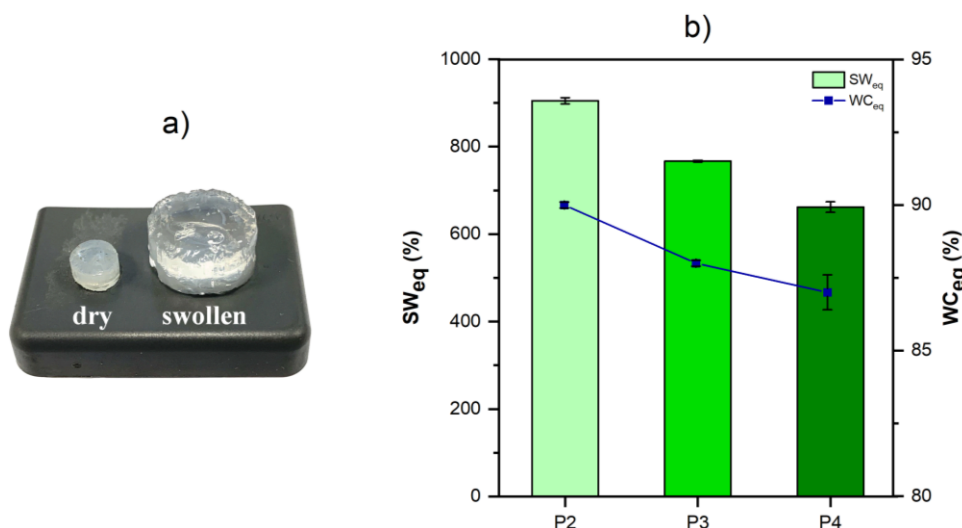 a)
dry swollen
b)
SWeq (%)
1000
800
600
400
200
0
SWeq
WCeq
95
90
85
80
WCeq (%)
P2 P3 P4